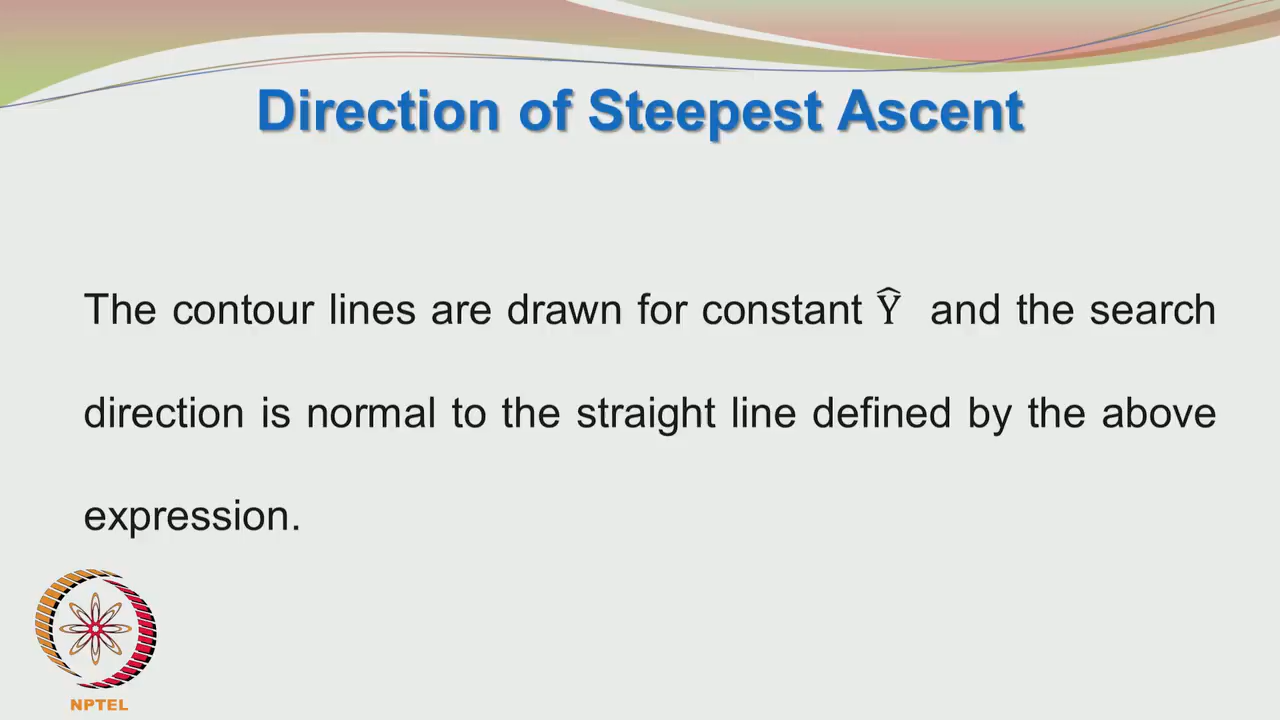 Direction of Steepest Ascent
The contour lines are drawn for constant Ŷ and the search
direction is normal to the straight line defined by the above
expression.
NPTEL